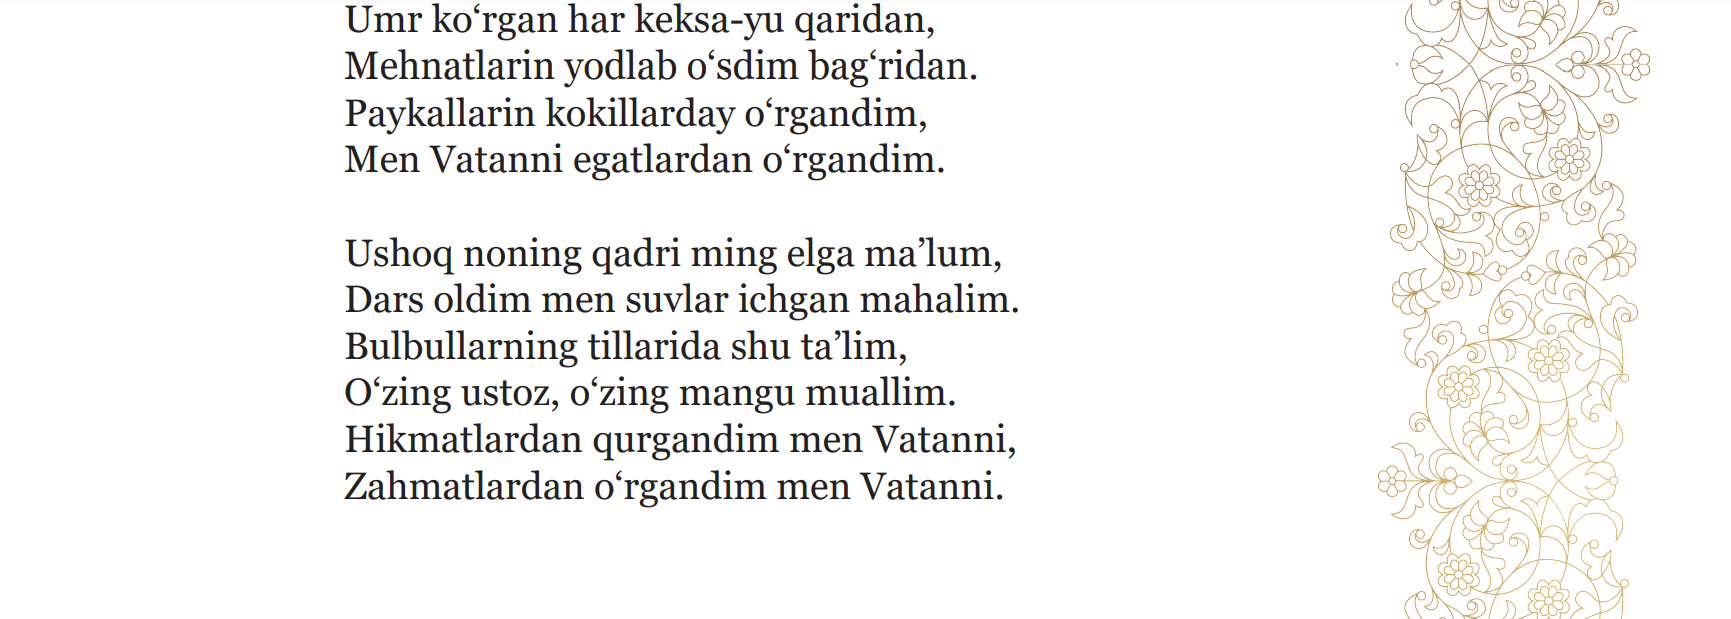 Umr ko‘rgan har keksa-yu qaridan,
Mehnatlarin yodlab o‘sdim bag‘ridan.
Paykallarin kokillarday o‘rgandim,
Men Vatanni egatlardan o‘rgandim.
Ushoq noning qadri ming elga ma’lum,
Dars oldim men suvlar ichgan mahalim.
Bulbullarning tillarida shu ta’lim,
O‘zing ustoz, o‘zing mangu muallim.
Hikmatlardan qurgandim men Vatanni,
Zahmatlardan o‘rgandim men Vatanni.